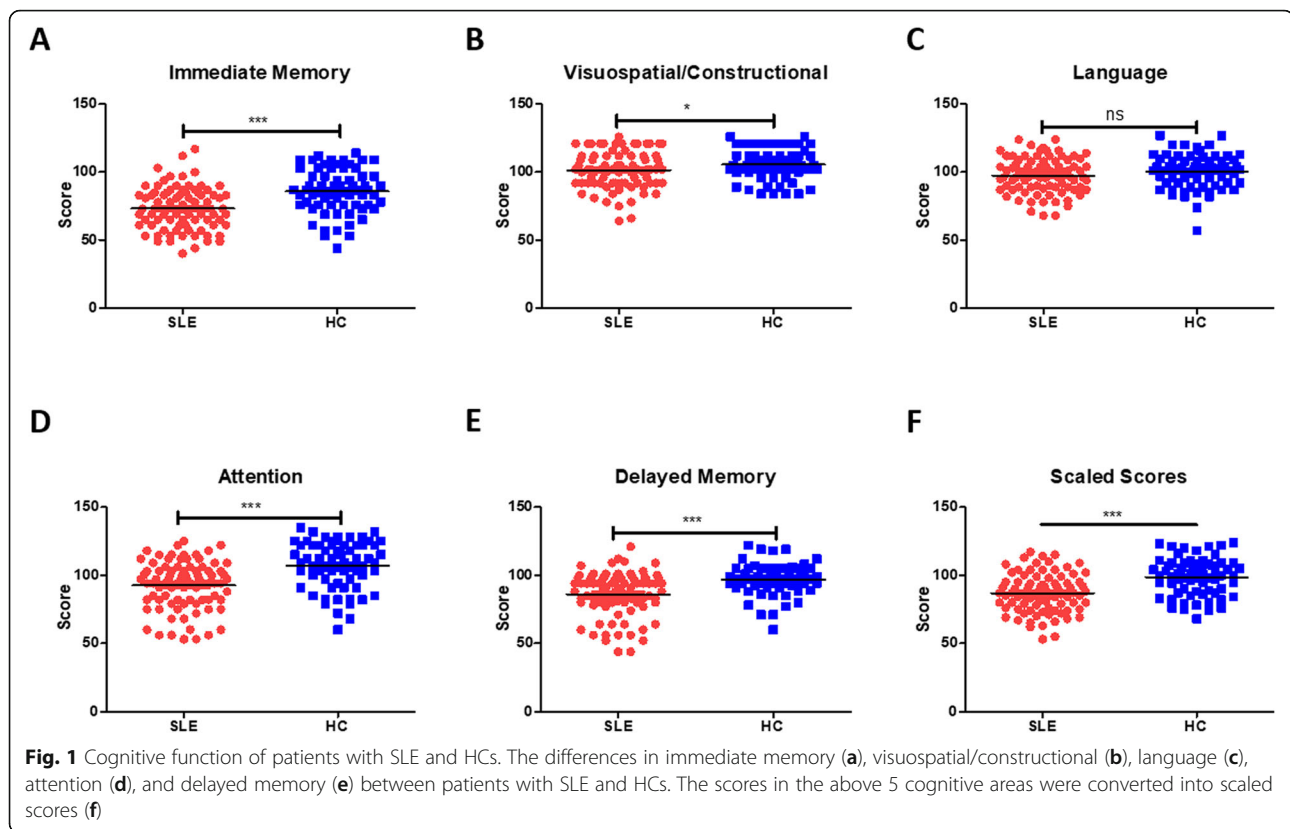 A
B
C
Immediate Memory
Visuospatial/Constructional
Language
150
100
50
0
Score
***
SLE
HC
150
100
50
0
Score
*
SLE
HC
150
100
50
0
Score
ns
SLE
HC
D
E
F
Attention
Delayed Memory
Scaled Scores
150
100
50
0
Score
***
SLE
HC
150
100
50
0
Score
***
SLE
HC
150
100
50
0
Score
***
SLE
HC
Fig. 1 Cognitive function of patients with SLE and HCs. The differences in immediate memory (a), visuospatial/constructional (b), language (c),
attention (d), and delayed memory (e) between patients with SLE and HCs. The scores in the above 5 cognitive areas were converted into scaled
scores (f)